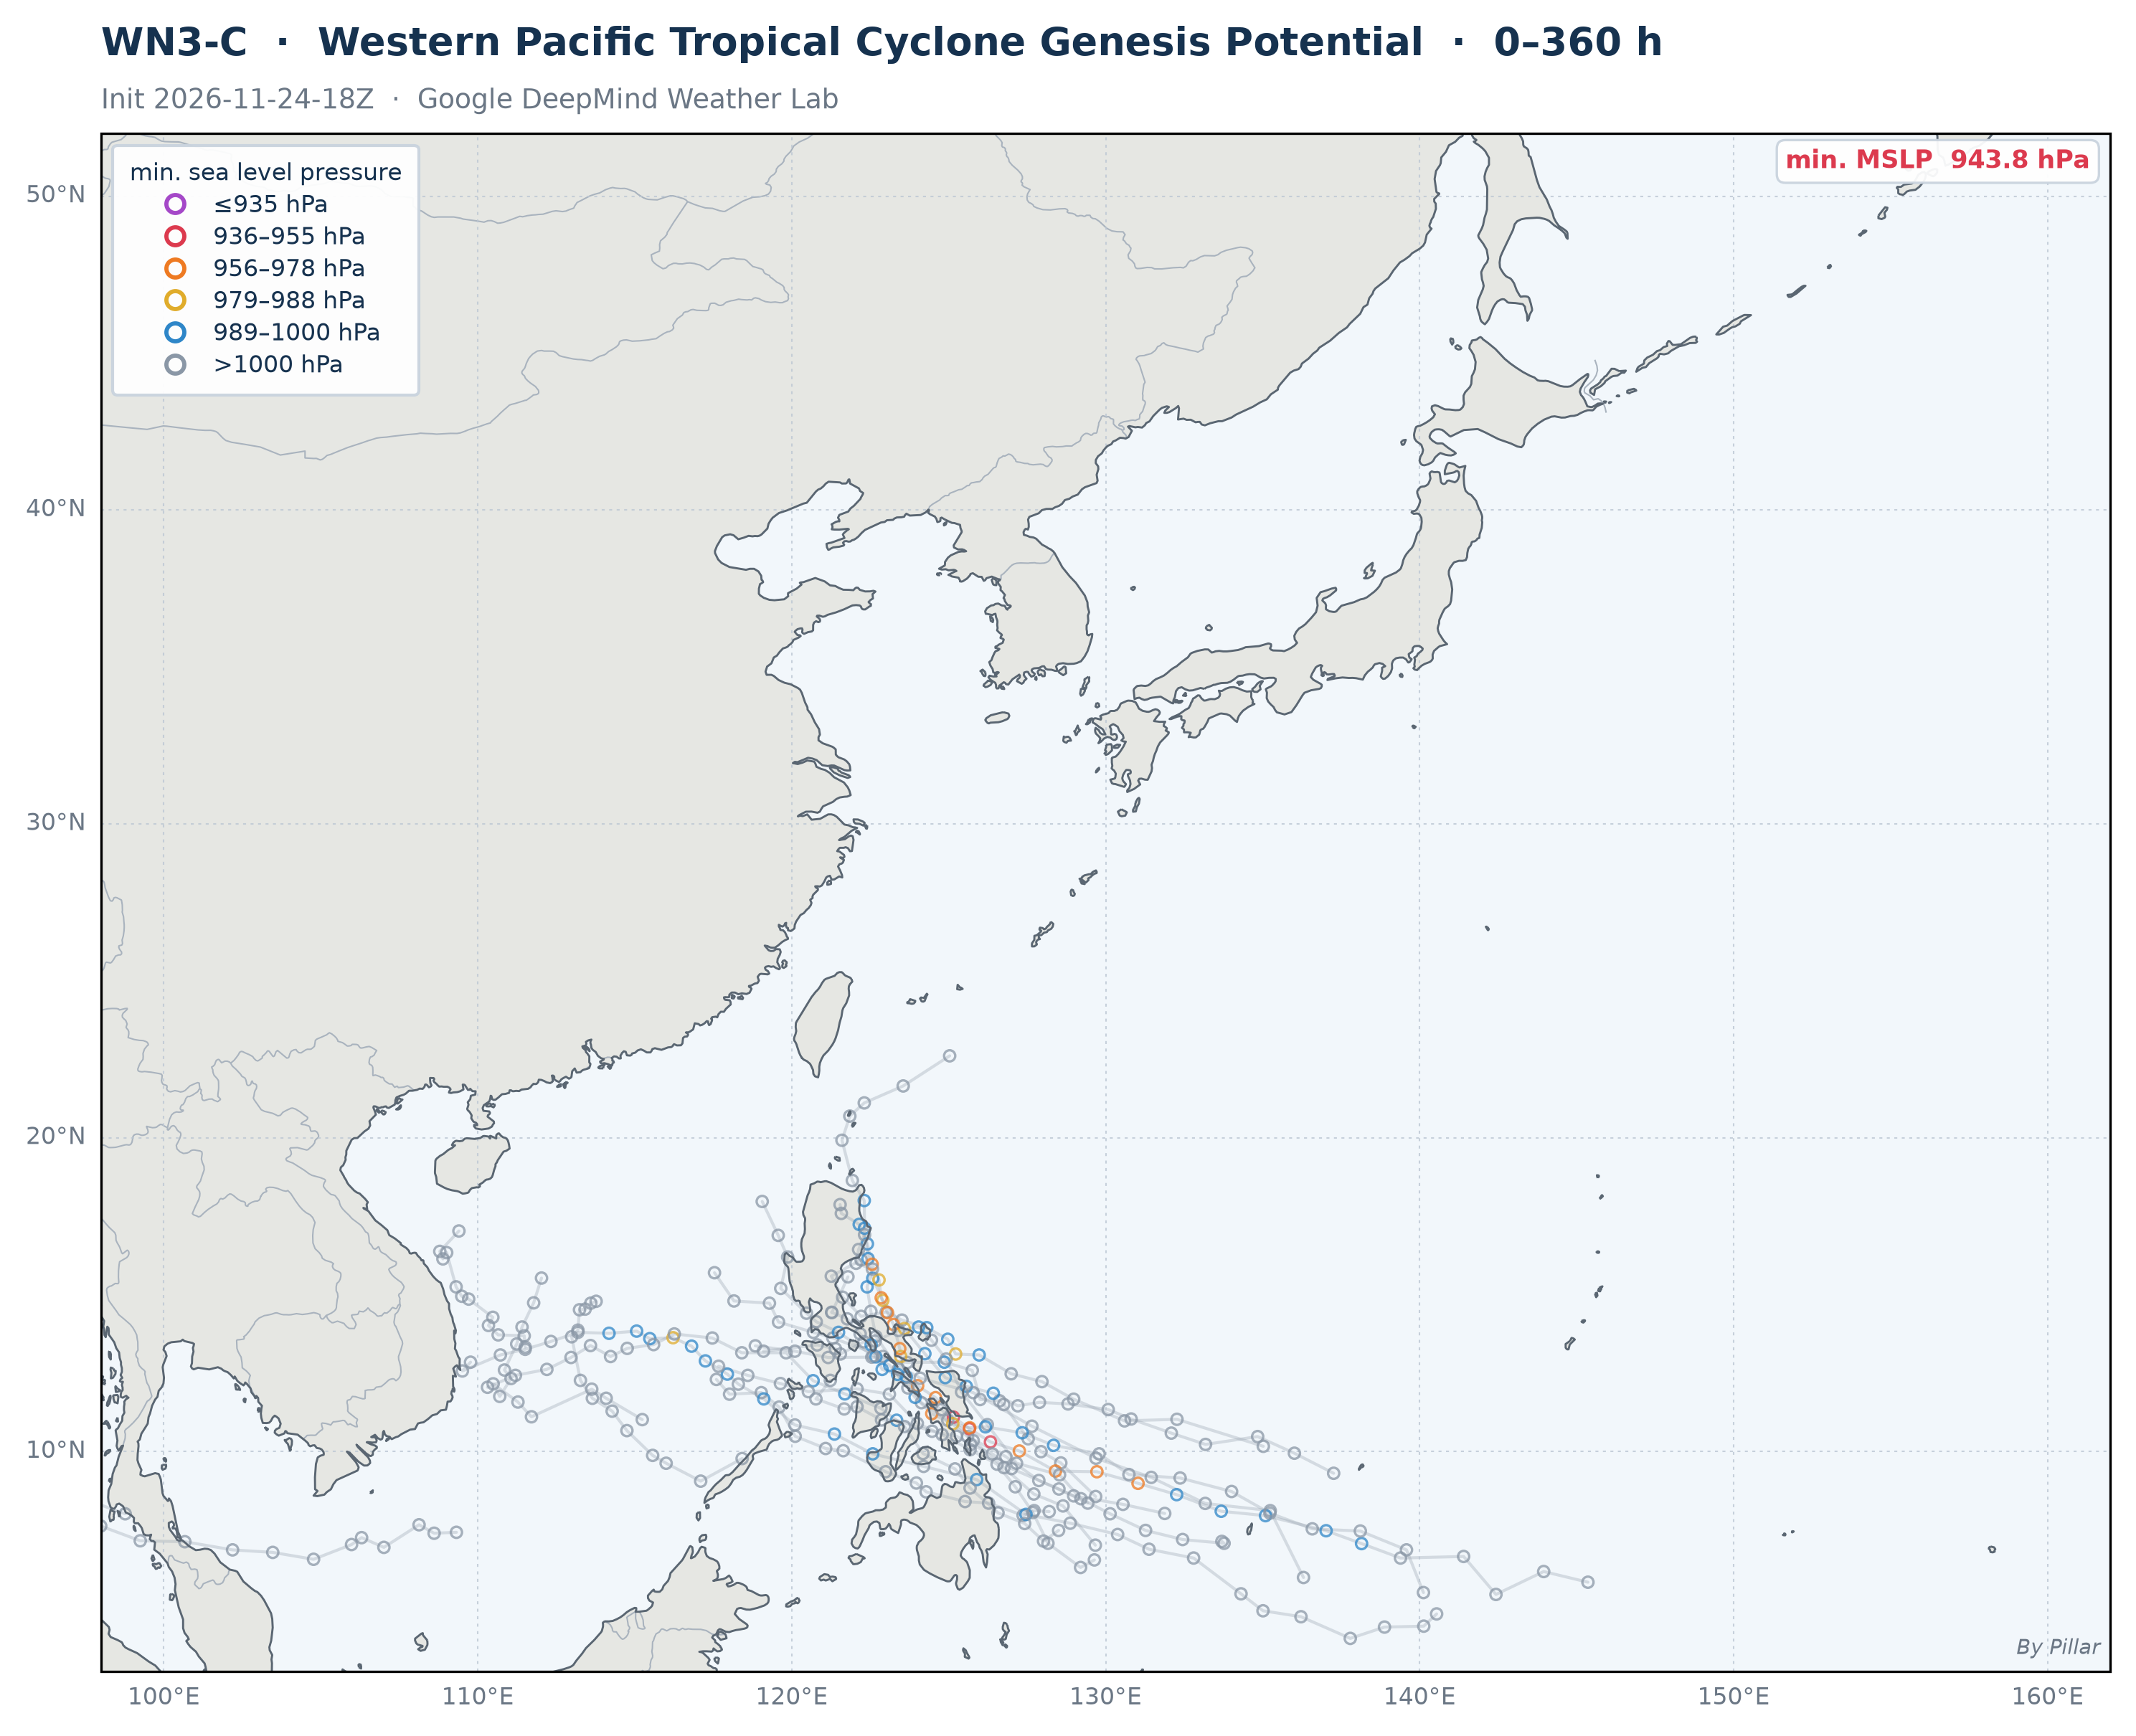 WN3-C · Western Pacific Tropical Cyclone Genesis Potential · 0–360 h
Init 2026-11-24-18Z · Google DeepMind Weather Lab
min. sea level pressure
≤935 hPa
936–955 hPa
956–978 hPa
979–988 hPa
989–1000 hPa
>1000 hPa
min. MSLP 943.8 hPa
50°N
40°N
30°N
20°N
10°N
By Pillar
100°E 110°E 120°E 130°E 140°E 150°E 160°E